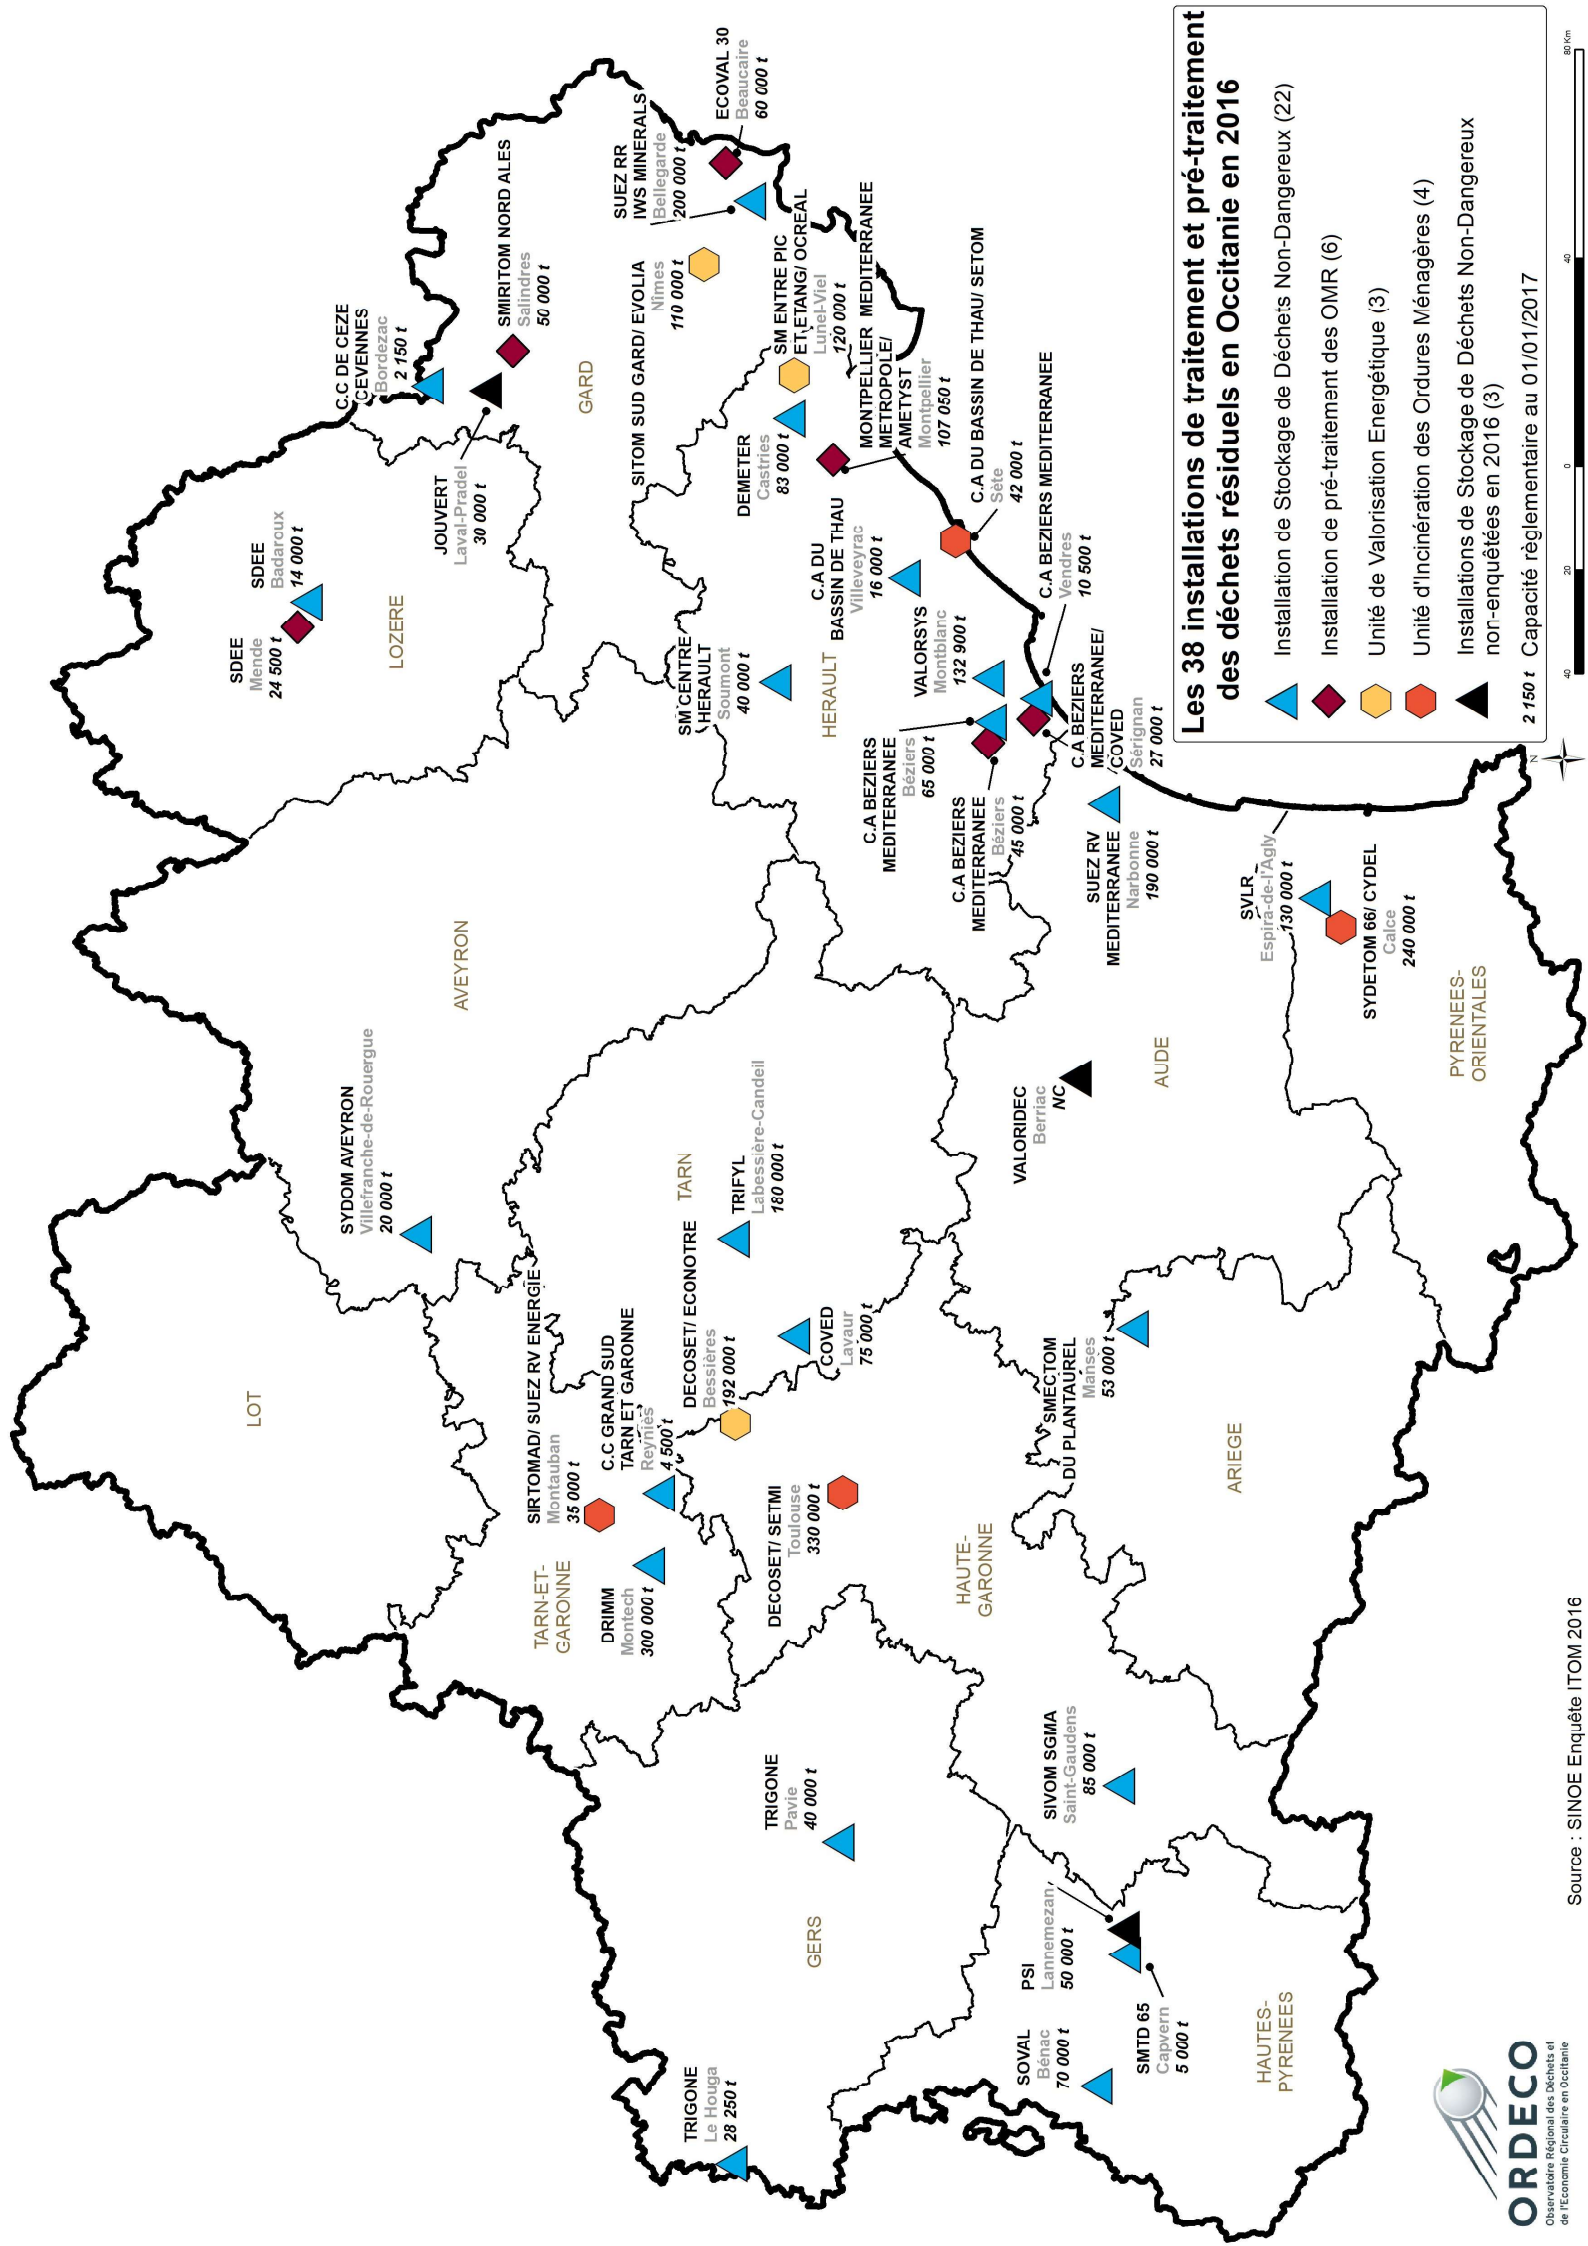 Les 38 installations de traitement et pré-traitement
des déchets résiduels en Occitanie en 2016
Installation de Stockage de Déchets Non-Dangereux (22)
Installation de pré-traitement des OMR (6)
Unité de Valorisation Energétique (3)
Unité d'Incinération des Ordures Ménagères (4)
Installations de Stockage de Déchets Non-Dangereux
non-enquêtées en 2016 (3)
2 150 t Capacité règlementaire au 01/01/2017
40 20 0 40 80 Km
N
LOT
SYDOM AVEYRON
Villefranche-de-Rouergue
20 000 t
AVEYRON
SDEE
Mende
24 500 t
SDEE
Badaroux
14 000 t
LOZERE
C.C DE CEZE
CEVENNES
Bordezac
2 150 t
JOUVERT
Laval-Pradel
30 000 t
SMIRITOM NORD ALES
Salindres
50 000 t
GARD
SUEZ RR
IWS MINERALS
Bellegarde
200 000 t
ECOVAL 30
Beaucaire
60 000 t
SITOM SUD GARD/ EVOLIA
Nîmes
110 000 t
SM ENTRE PIC
ET ETANG/ OCREAL
Lunel-Viel
120 000 t
DEMETER
Castries
83 000 t
MONTPELLIER MEDITERRANEE
METROPOLE/
AMETYST
Montpellier
107 050 t
C.A DU BASSIN DE THAU/ SETOM
Sète
42 000 t
C.A DU
BASSIN DE THAU
Villeveyrac
16 000 t
SM CENTRE
HERAULT
Soumont
40 000 t
HERAULT
VALORSYS
Montblanc
132 900 t
C.A BEZIERS MEDITERRANEE
Vendres
10 500 t
C.A BEZIERS
MEDITERRANEE
Béziers
65 000 t
C.A BEZIERS
MEDITERRANEE
Béziers
45 000 t
C.A BEZIERS
MEDITERRANEE/
COVED
Sérignan
27 000 t
SUEZ RV
MEDITERRANEE
Narbonne
190 000 t
SVLR
Espira-de-l'Agly
130 000 t
SYDETOM 66/ CYDEL
Calce
240 000 t
PYRENEES-
ORIENTALES
AUDE
VALORIDEC
Berriac
NC
TARN
TRIFYL
Labessière-Candeil
180 000 t
COVED
Lavaur
75 000 t
DECOSET/ ECONOTRE
Bessières
192 000 t
SIRTOMAD/ SUEZ RV ENERGIE
Montauban
35 000 t
C.C GRAND SUD
TARN ET GARONNE
Reyniès
4 500 t
TARN-ET-
GARONNE
DRIMM
Montech
300 000 t
DECOSET/ SETMI
Toulouse
330 000 t
HAUTE-
GARONNE
SMECTOM
DU PLANTAUREL
Manses
53 000 t
ARIEGE
SIVOM SGMA
Saint-Gaudens
85 000 t
TRIGONE
Pavie
40 000 t
GERS
TRIGONE
Le Houga
28 250 t
PSI
Lannemezan
50 000 t
SOVAL
Bénac
70 000 t
SMTD 65
Capvern
5 000 t
HAUTES-
PYRENEES
ORDECO
Observatoire Régional des Déchets et
de l'Economie Circulaire en Occitanie
Source : SINOE Enquête ITOM 2016